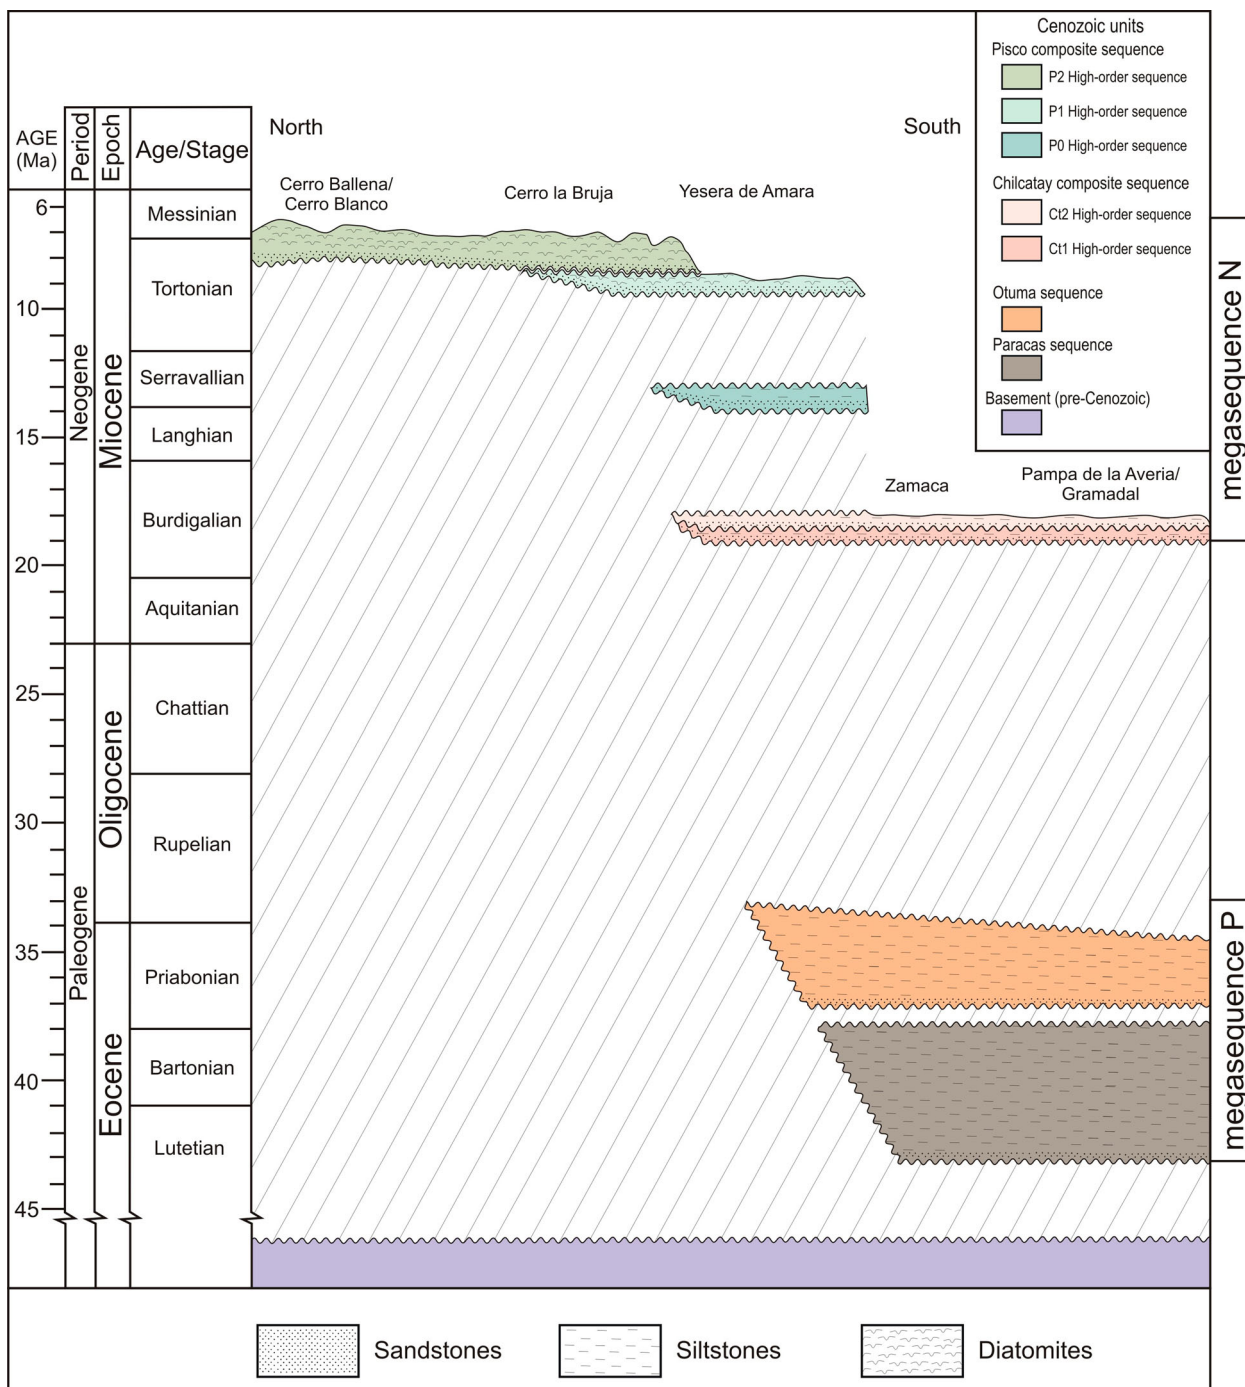 Cenozoic units
Pisco composite sequence
P2 High-order sequence
P1 High-order sequence
P0 High-order sequence
Chilcatay composite sequence
Ct2 High-order sequence
Ct1 High-order sequence
Otuma sequence
Paracas sequence
Basement (pre-Cenozoic)
AGE
(Ma)
Period
Epoch
Age/Stage
North
South
Cerro Ballena/
Cerro Blanco
Cerro la Bruja
Yesera de Amara
Zamaca
Pampa de la Averia/
Gramadal
6
10
15
20
25
30
35
40
45
Neogene
Paleogene
Miocene
Oligocene
Eocene
Messinian
Tortonian
Serravallian
Langhian
Burdigalian
Aquitanian
Chattian
Rupelian
Priabonian
Bartonian
Lutetian
megasequence N
megasequence P
Sandstones
Siltstones
Diatomites